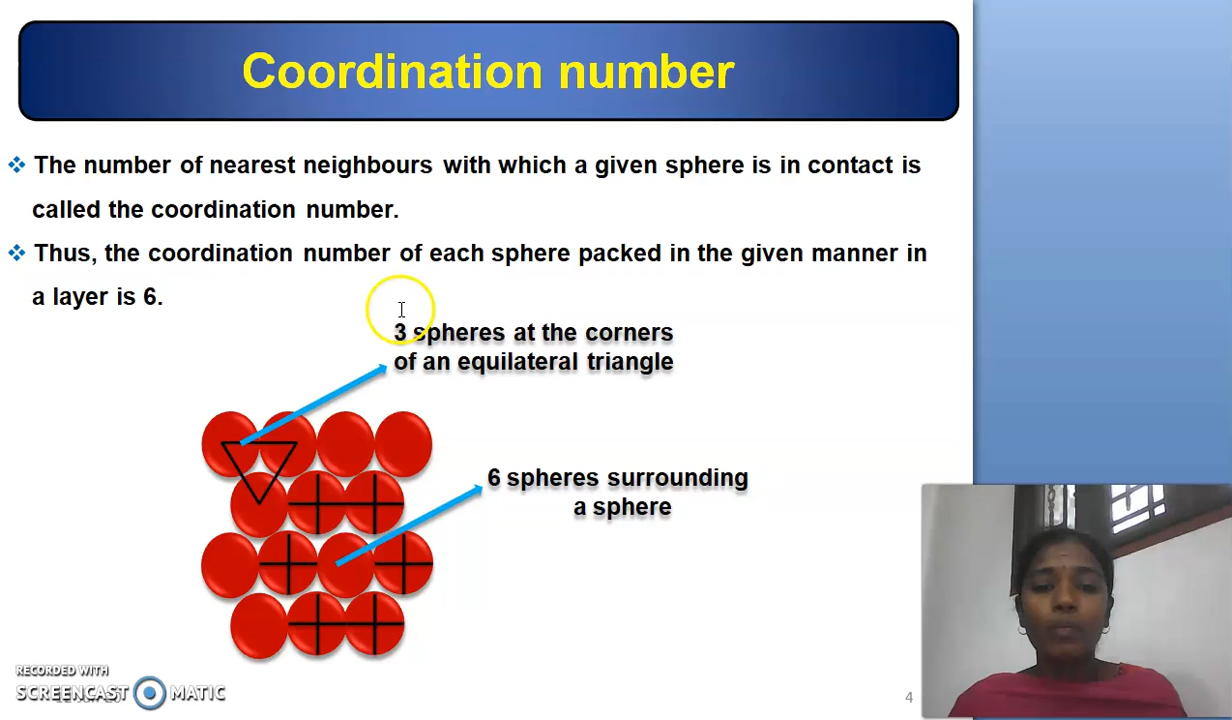 Coordination number
The number of nearest neighbours with which a given sphere is in contact is
called the coordination number.
Thus, the coordination number of each sphere packed in the given manner in
a layer is 6.
3 spheres at the corners
of an equilateral triangle
6 spheres surrounding
a sphere
RECORDED WITH
SCREENCAST MATIC
4